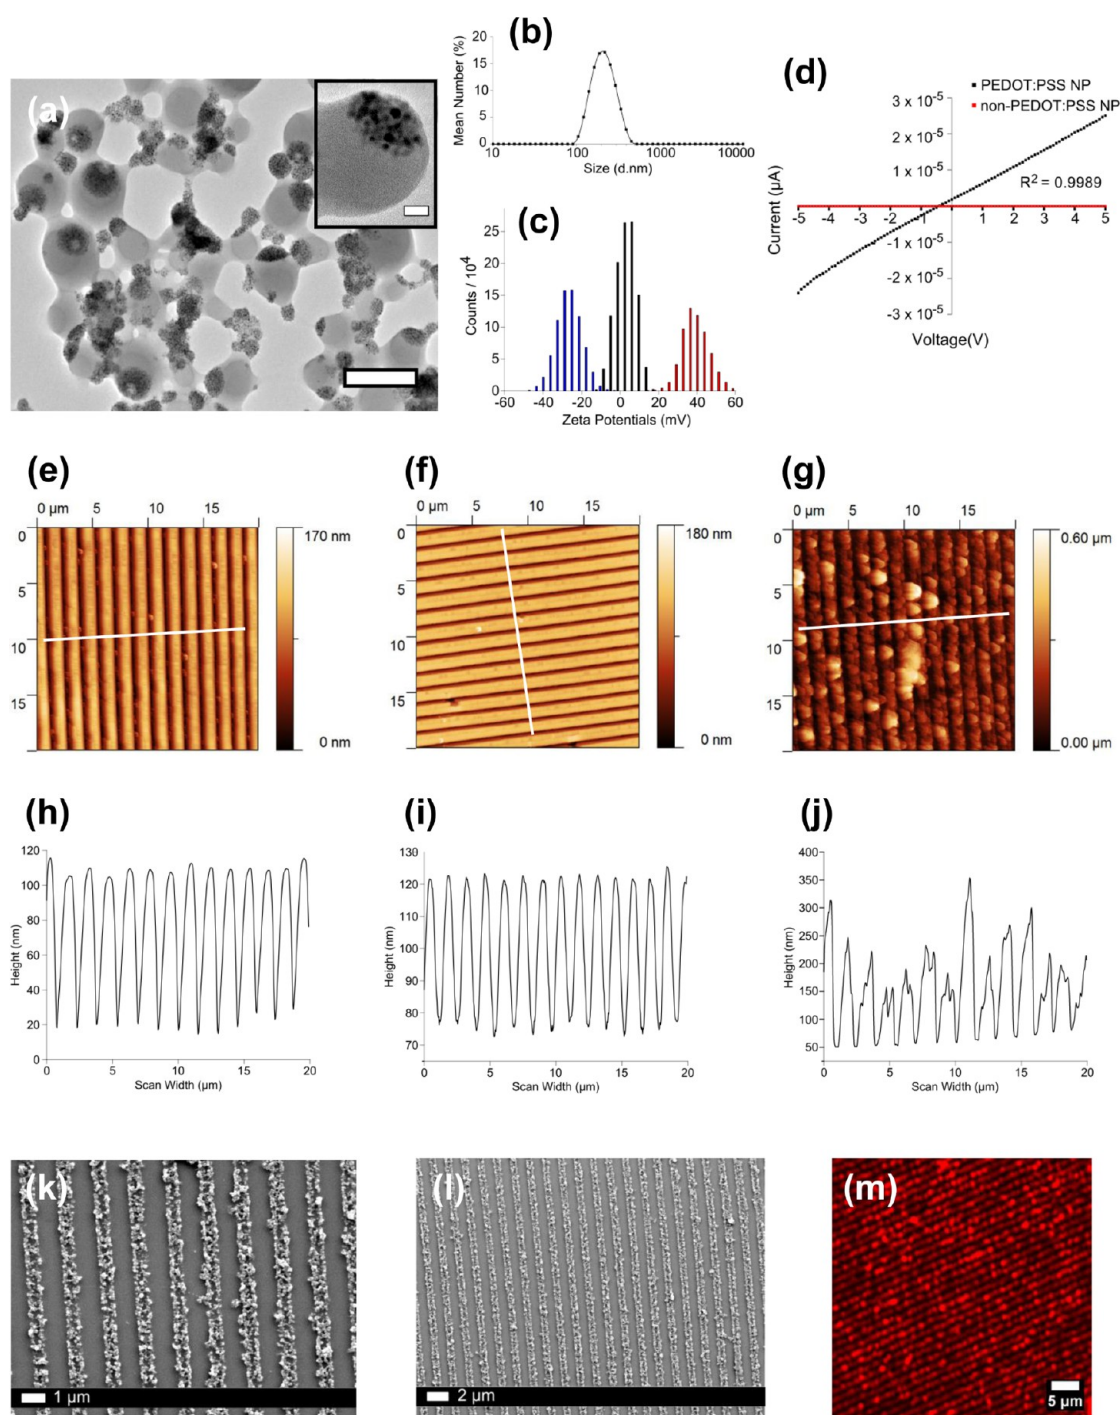 (a)
(b)
Mean Number (%)
20
15
10
5
0
10 100 1000 10000
Size (d.nm)
(c)
Counts / 10⁴
25
20
15
10
5
0
-60 -40 -20 0 20 40 60
Zeta Potentials (mV)
(d)
PEDOT:PSS NP
non-PEDOT:PSS NP
3 x 10⁻⁵
2 x 10⁻⁵
1 x 10⁻⁵
R² = 0.9989
Current (µA)
-5 -4 -3 -2 -1 1 2 3 4 5
-1 x 10⁻⁵
-2 x 10⁻⁵
-3 x 10⁻⁵
Voltage(V)
(e)
0 µm 5 10 15
0
5
10
15
170 nm
0 nm
(f)
0 µm 5 10 15
0
5
10
15
180 nm
0 nm
(g)
0 µm 5 10 15
0
5
10
15
0.60 µm
0.00 µm
(h)
Height (nm)
120
100
80
60
40
20
0
0 5 10 15 20
Scan Width (µm)
(i)
Height (nm)
130
120
110
100
90
80
70
0 5 10 15 20
Scan Width (µm)
(j)
Height (nm)
400
350
300
250
200
150
100
50
0 5 10 15 20
Scan Width (µm)
(k)
1 µm
(l)
2 µm
(m)
5 µm